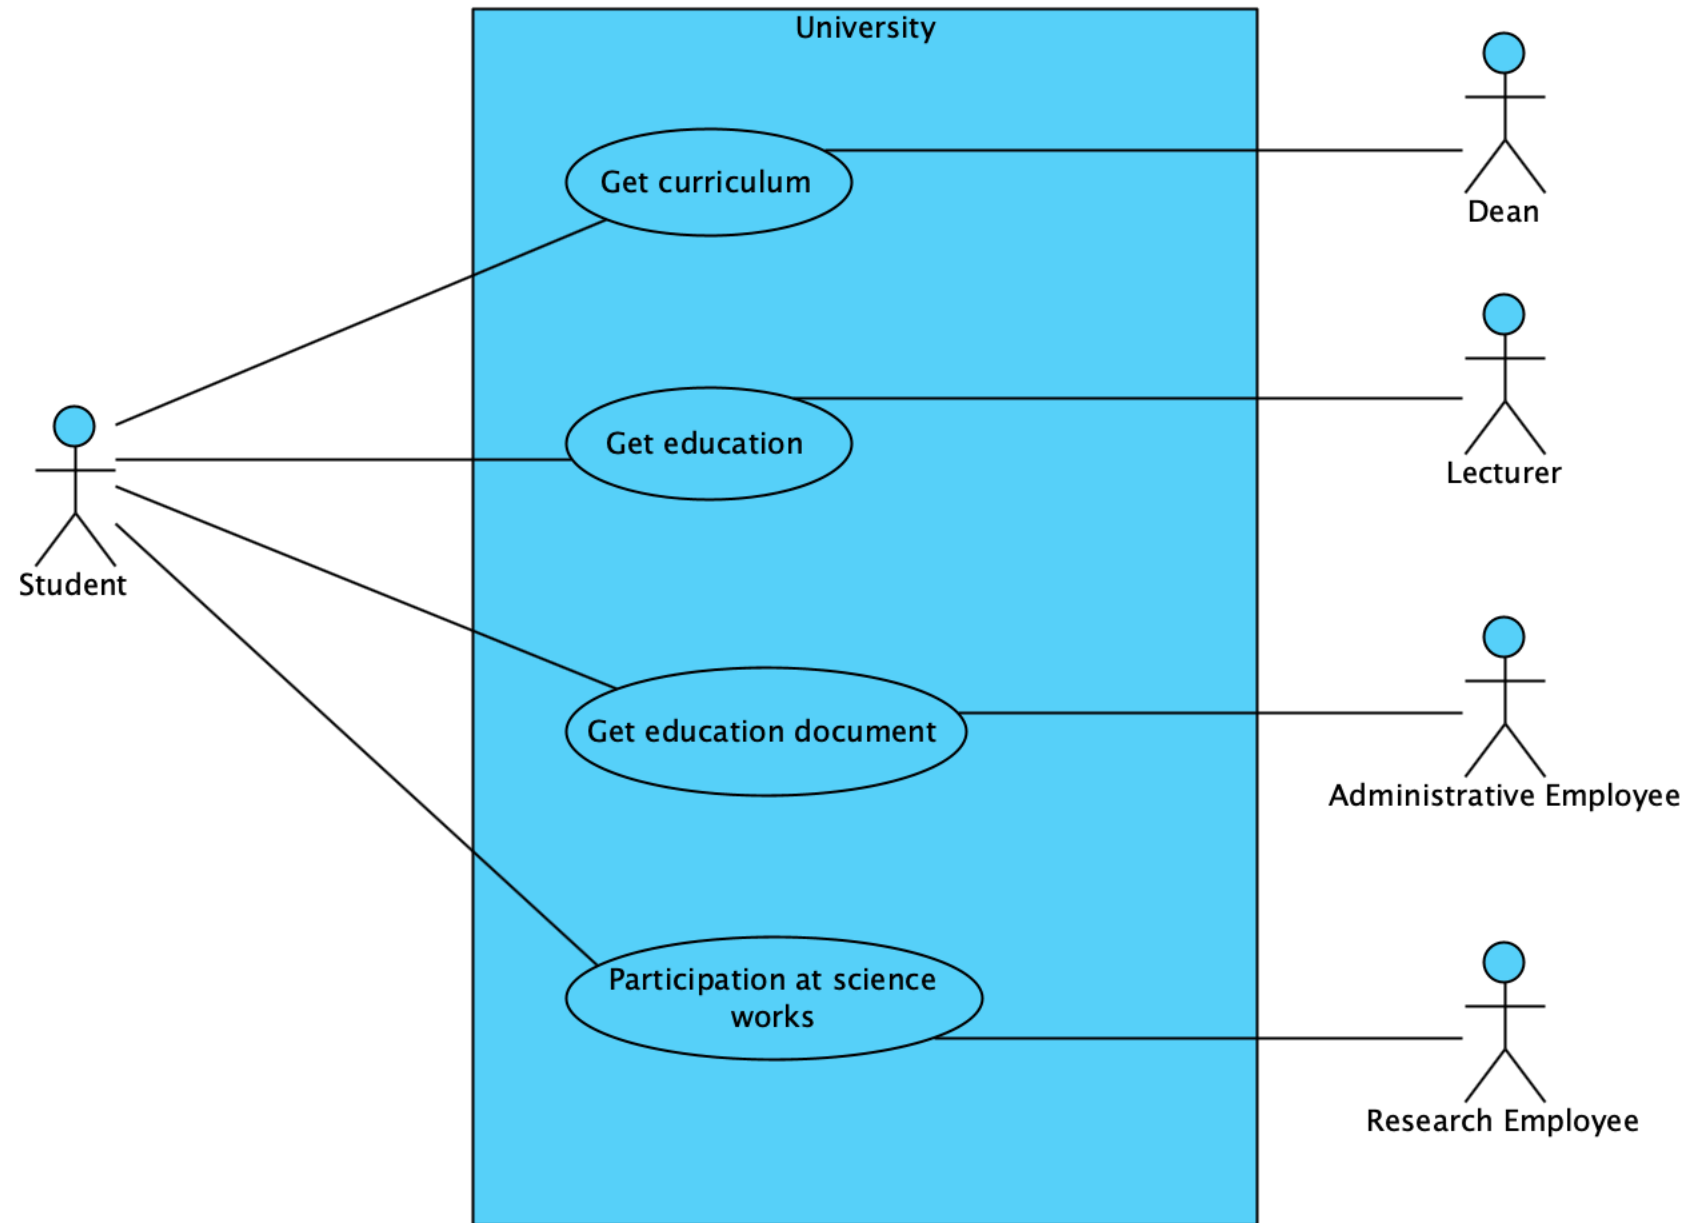 University
Get curriculum
Dean
Get education
Lecturer
Student
Get education document
Administrative Employee
Participation at science
works
Research Employee